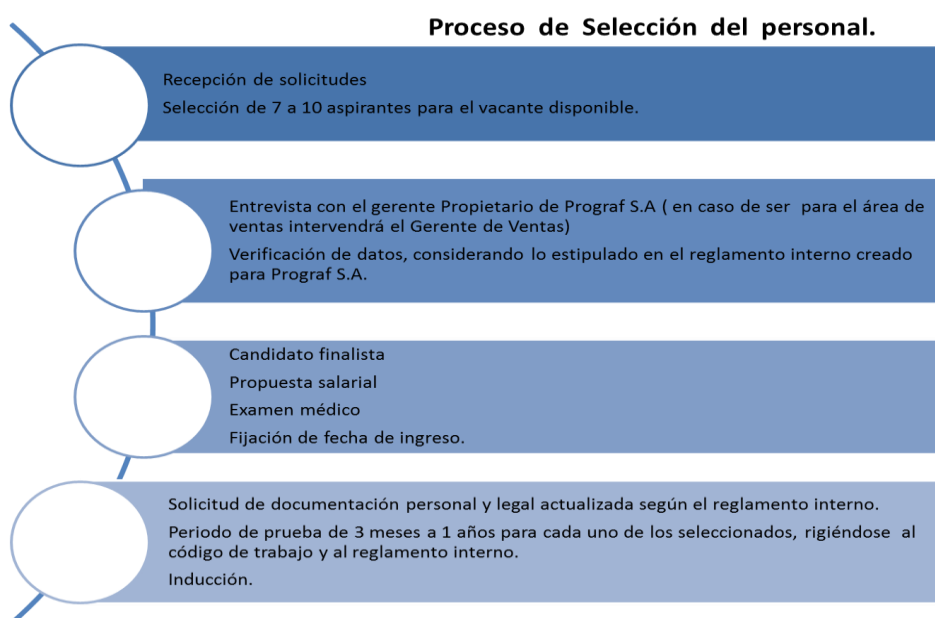 Proceso de Selección del personal.
Recepción de solicitudes
Selección de 7 a 10 aspirantes para el vacante disponible.
Entrevista con el gerente Propietario de Prograf S.A ( en caso de ser para el área de
ventas intervendrá el Gerente de Ventas)
Verificación de datos, considerando lo estipulado en el reglamento interno creado
para Prograf S.A.
Candidato finalista
Propuesta salarial
Examen médico
Fijación de fecha de ingreso.
Solicitud de documentación personal y legal actualizada según el reglamento interno.
Periodo de prueba de 3 meses a 1 años para cada uno de los seleccionados, rigiéndose al
código de trabajo y al reglamento interno.
Inducción.